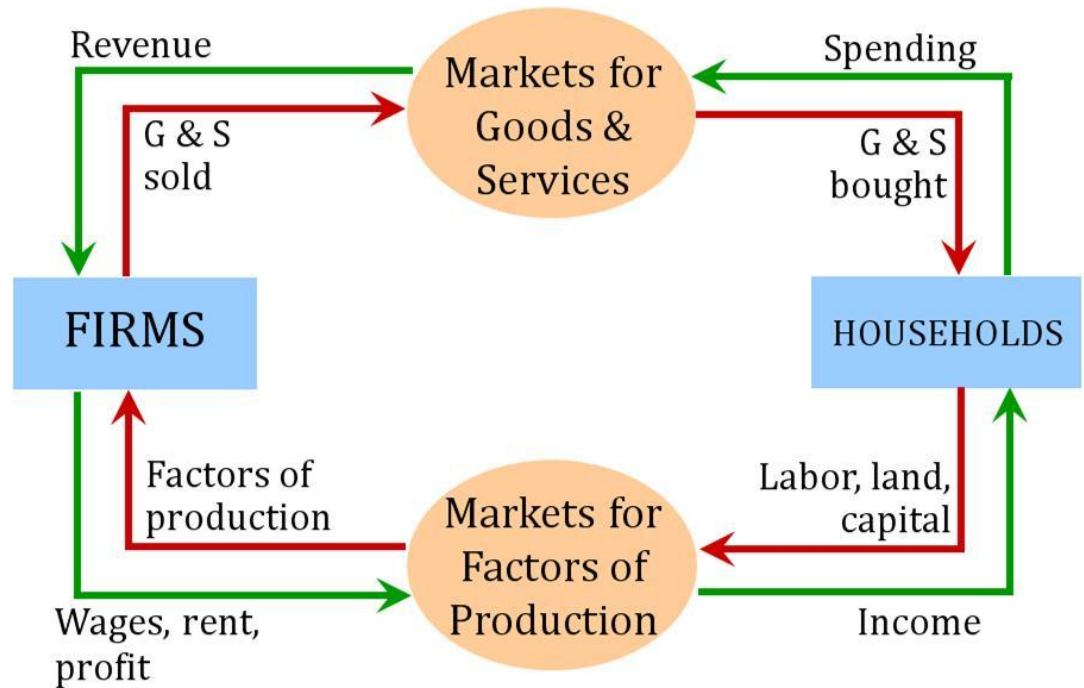 Revenue
Markets for
Goods &
Services
Spending
G & S
sold
G & S
bought
FIRMS
HOUSEHOLDS
Factors of
production
Markets for
Factors of
Production
Labor, land,
capital
Wages, rent,
profit
Income